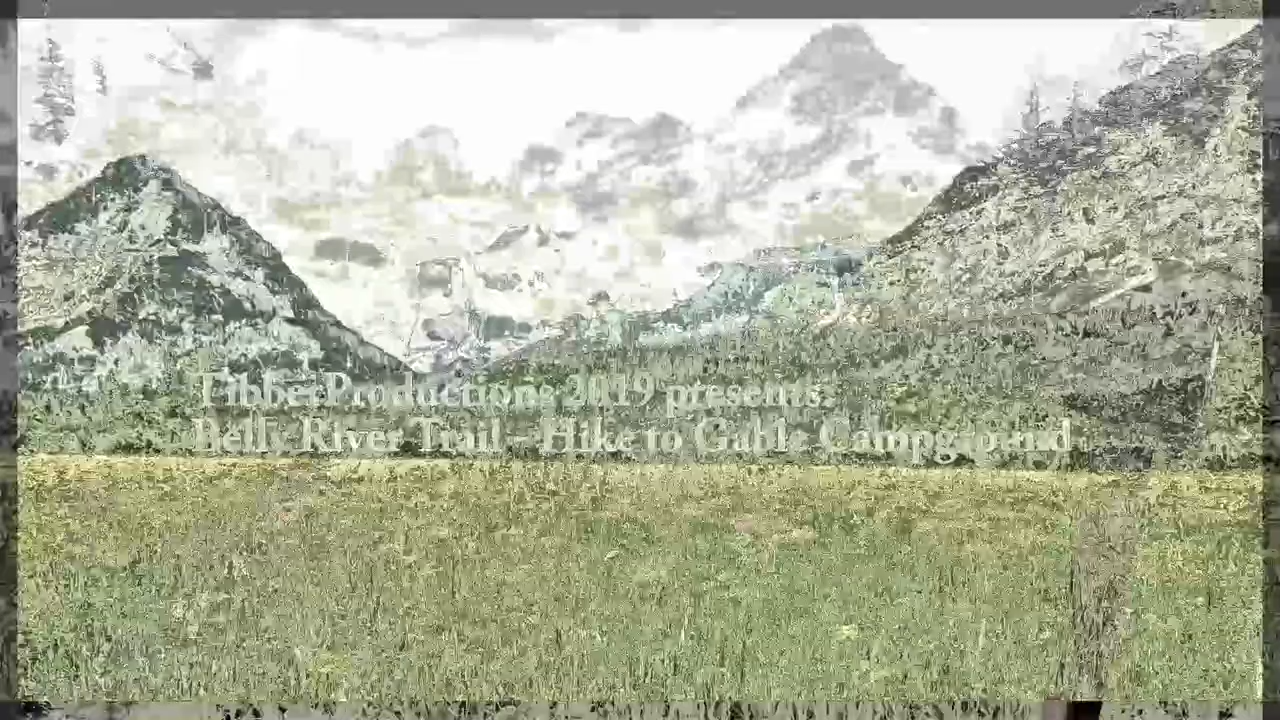 TibberProductions 2019 presents:
Belly River Trail - Hike to Gable Campground